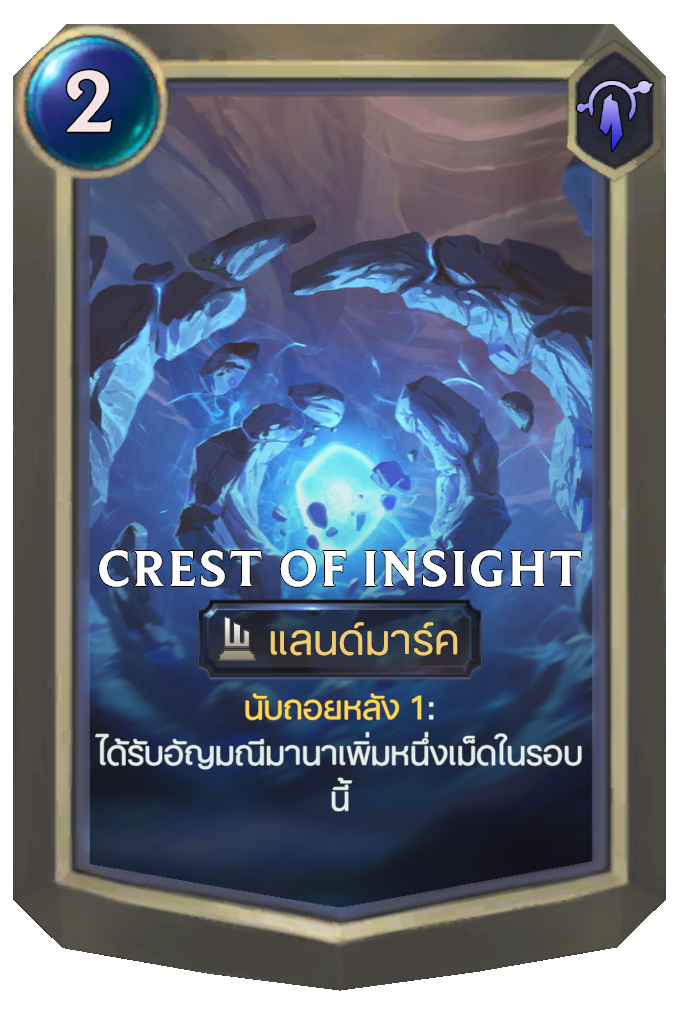 2
CREST OF INSIGHT
แลนด์มาร์ค
นับถอยหลัง 1:
ได้รับอัญมณีมานาเพิ่มหนึ่งเม็ดในรอบ
นี้